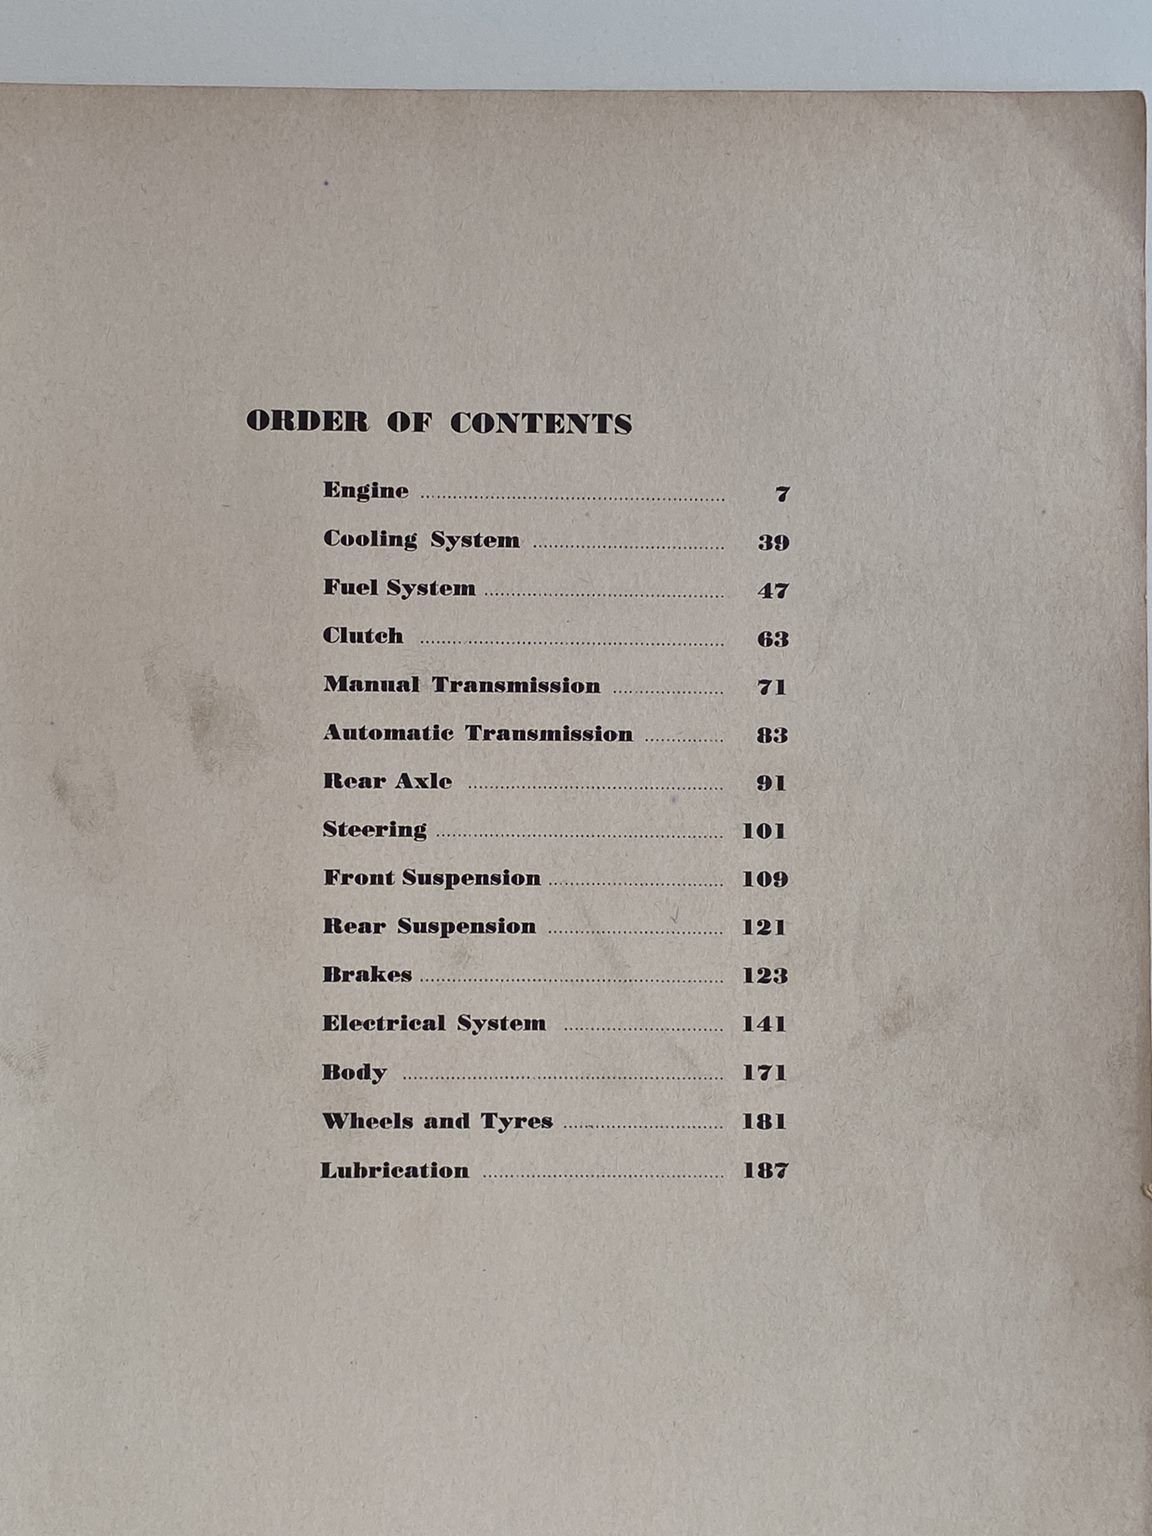 ORDER OF CONTENTS
Engine ........ 7
Cooling System ........ 39
Fuel System ........ 47
Clutch ........ 63
Manual Transmission ........ 71
Automatic Transmission ........ 83
Rear Axle ........ 91
Steering ........ 101
Front Suspension ........ 109
Rear Suspension ........ 121
Brakes ........ 123
Electrical System ........ 141
Body ........ 171
Wheels and Tyres ........ 181
Lubrication ........ 187